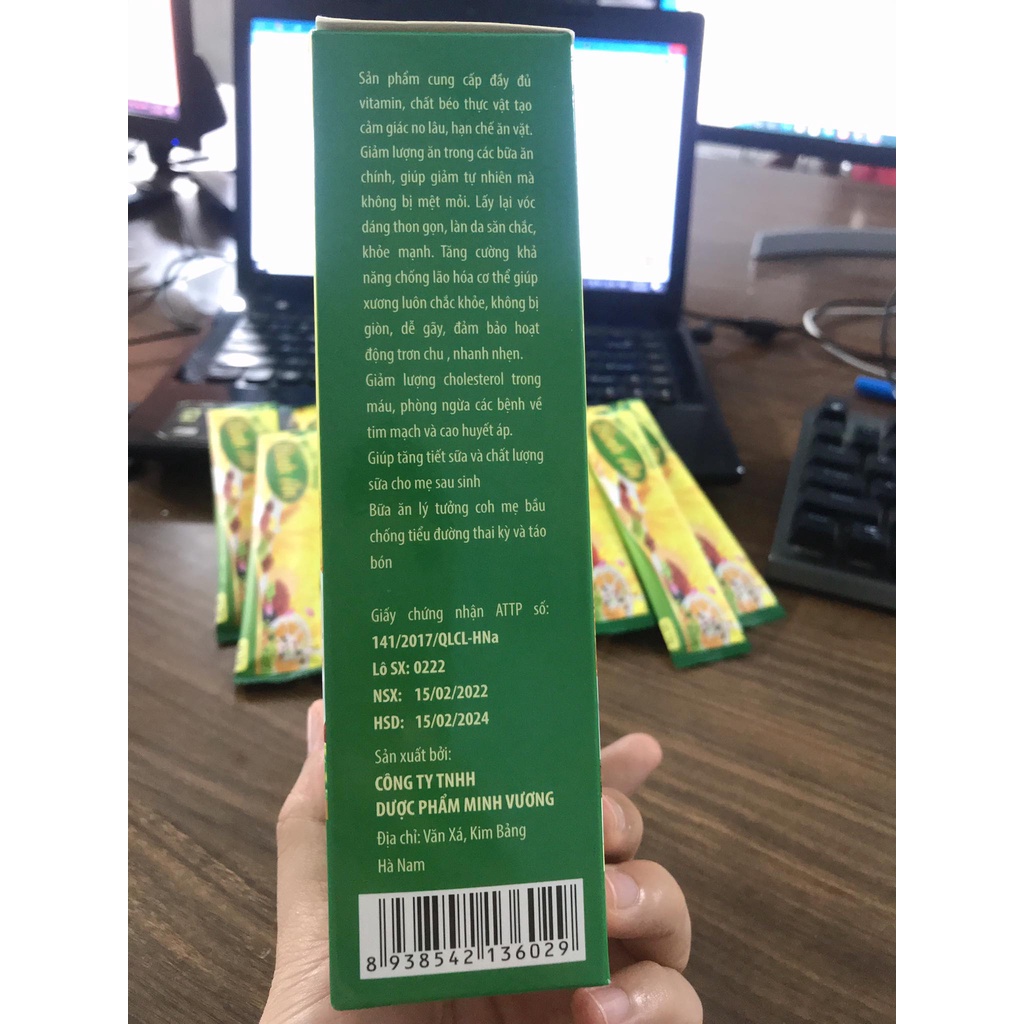 Sản phẩm cung cấp đầy đủ
vitamin, chất béo thực vật tạo
cảm giác no lâu, hạn chế ăn vặt.
Giảm lượng ăn trong các bữa ăn
chính, giúp giảm tự nhiên mà
không bị mệt mỏi. Lấy lại vóc
dáng thon gọn, làn da săn chắc,
khỏe mạnh. Tăng cường khả
năng chống lão hóa cơ thể giúp
xương luôn chắc khỏe, không bị
giòn, dễ gãy, đảm bảo hoạt
động trơn chu , nhanh nhẹn.
Giảm lượng cholesterol trong
máu, phòng ngừa các bệnh về
tim mạch và cao huyết áp.
Giúp tăng tiết sữa và chất lượng
sữa cho mẹ sau sinh
Bữa ăn lý tưởng coh mẹ bầu
chống tiểu đường thai kỳ và táo
bón
Giấy chứng nhận ATTP số:
141/2017/QLCL-HNa
Lô SX: 0222
NSX: 15/02/2022
HSD: 15/02/2024
Sản xuất bởi:
CÔNG TY TNHH
DƯỢC PHẨM MINH VƯƠNG
Địa chỉ: Văn Xá, Kim Bảng
Hà Nam
8 938542 136029